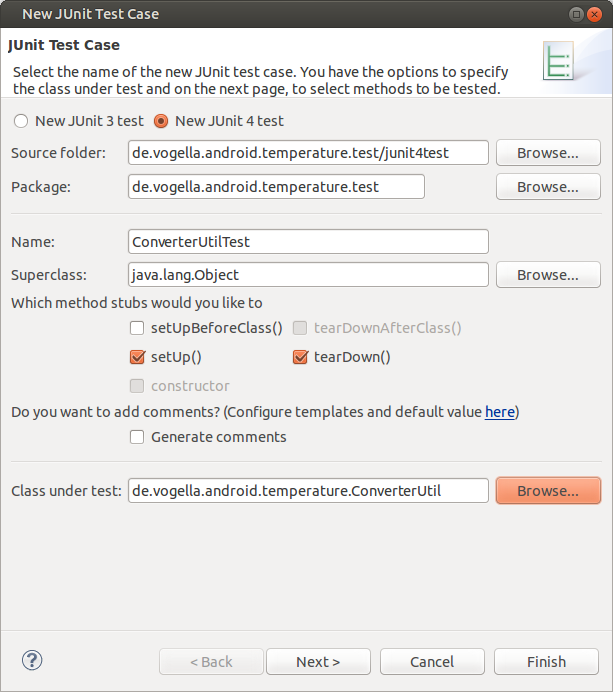 New JUnit Test Case
JUnit Test Case
Select the name of the new JUnit test case. You have the options to specify
the class under test and on the next page, to select methods to be tested.
New JUnit 3 test New JUnit 4 test
Source folder: de.vogella.android.temperature.test/junit4test Browse...
Package: de.vogella.android.temperature.test Browse...
Name: ConverterUtilTest
Superclass: java.lang.Object Browse...
Which method stubs would you like to
setUpBeforeClass() tearDownAfterClass()
setUp() tearDown()
constructor
Do you want to add comments? (Configure templates and default value here)
Generate comments
Class under test: de.vogella.android.temperature.ConverterUtil Browse...
? < Back Next > Cancel Finish